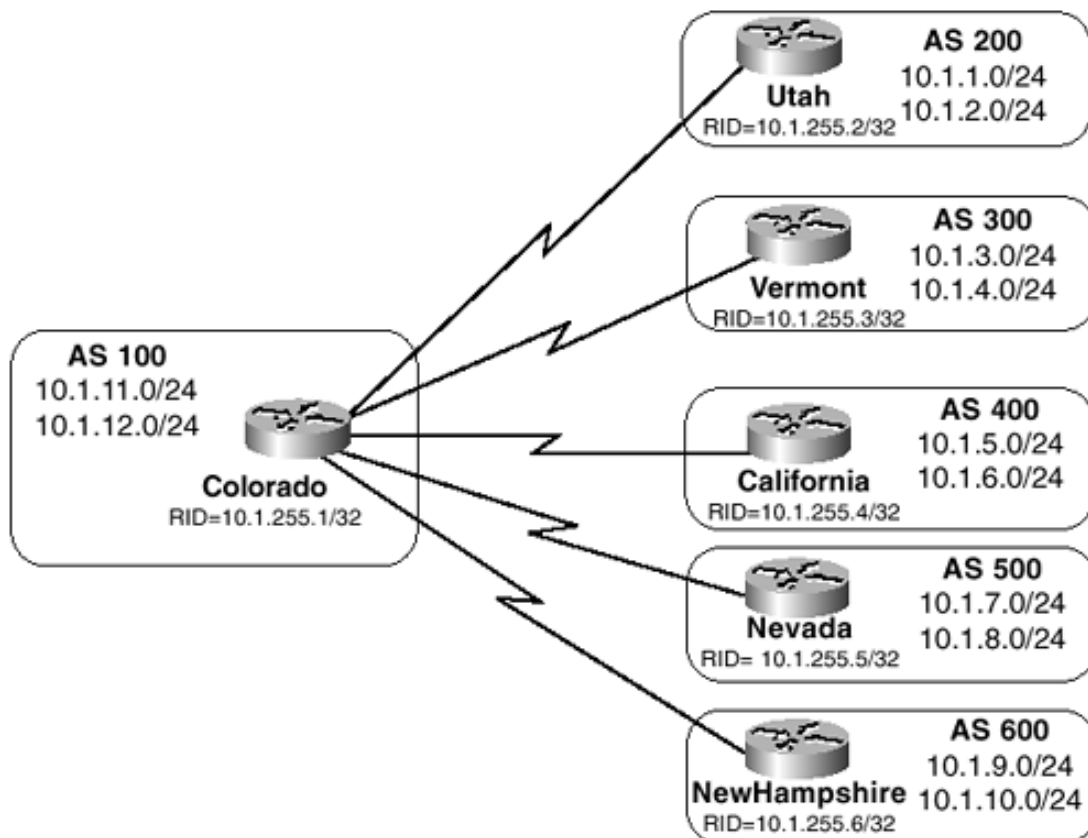 AS 200
10.1.1.0/24
10.1.2.0/24
Utah
RID=10.1.255.2/32
AS 300
10.1.3.0/24
10.1.4.0/24
Vermont
RID=10.1.255.3/32
AS 100
10.1.11.0/24
10.1.12.0/24
Colorado
RID=10.1.255.1/32
AS 400
10.1.5.0/24
10.1.6.0/24
California
RID=10.1.255.4/32
AS 500
10.1.7.0/24
10.1.8.0/24
Nevada
RID= 10.1.255.5/32
AS 600
10.1.9.0/24
10.1.10.0/24
NewHampshire
RID=10.1.255.6/32